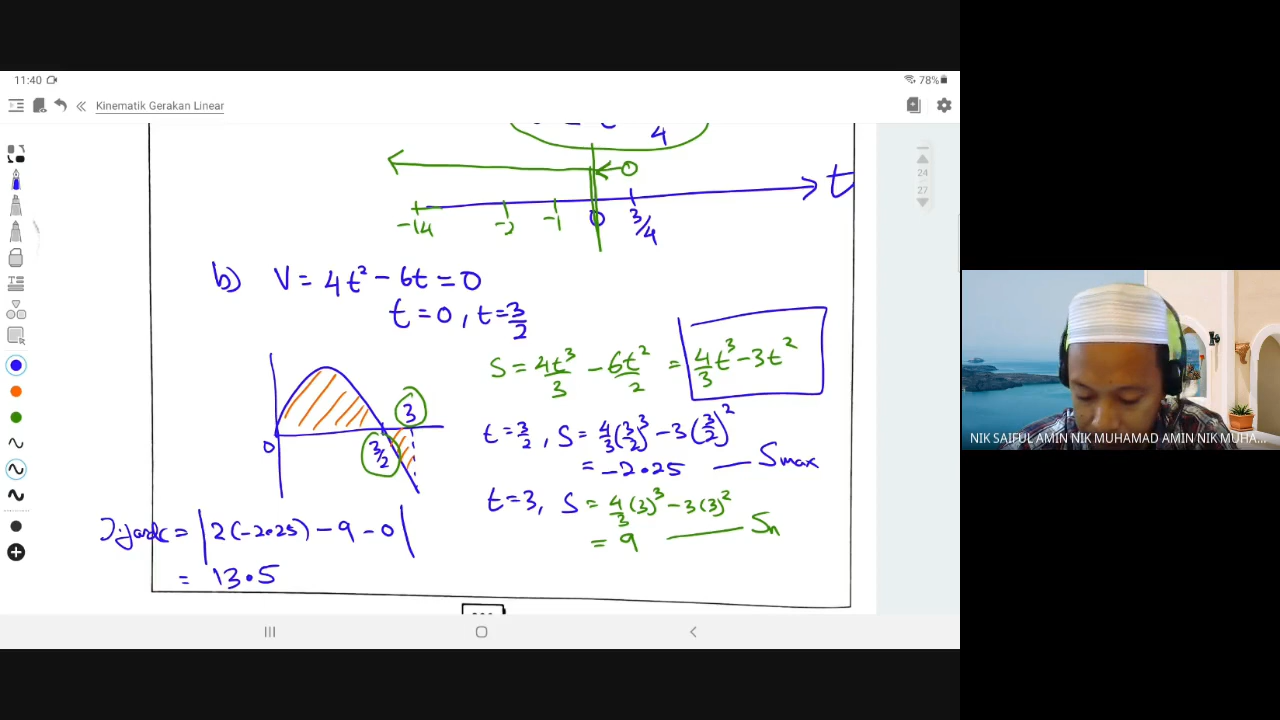 11:40
78%
Kinematik Gerakan Linear
4
24
27
t
-14 -2 -1 0 3/4
b) V = 4t² - 6t = 0
t = 0, t = 3/2
S = 4t³/3 - 6t²/2 = 4/3 t³ - 3t²
3
0
3/2
t = 3/2, S = 4/3 (3/2)³ - 3(3/2)²
= -2.25 — Smax
t = 3, S = 4/3 (3)³ - 3(3)²
= 9 — Sn
J.jarak = |2(-2.25) - 9 - 0|
= 13.5
NIK SAIFUL AMIN NIK MUHAMAD AMIN NIK MUHA...